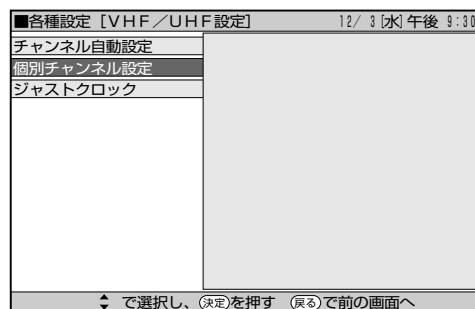 ■各種設定［VHF／UHF設定］ 12/ 3[水]午後 9:30
チャンネル自動設定
個別チャンネル設定
ジャストクロック
で選択し、決定を押す 戻るで前の画面へ